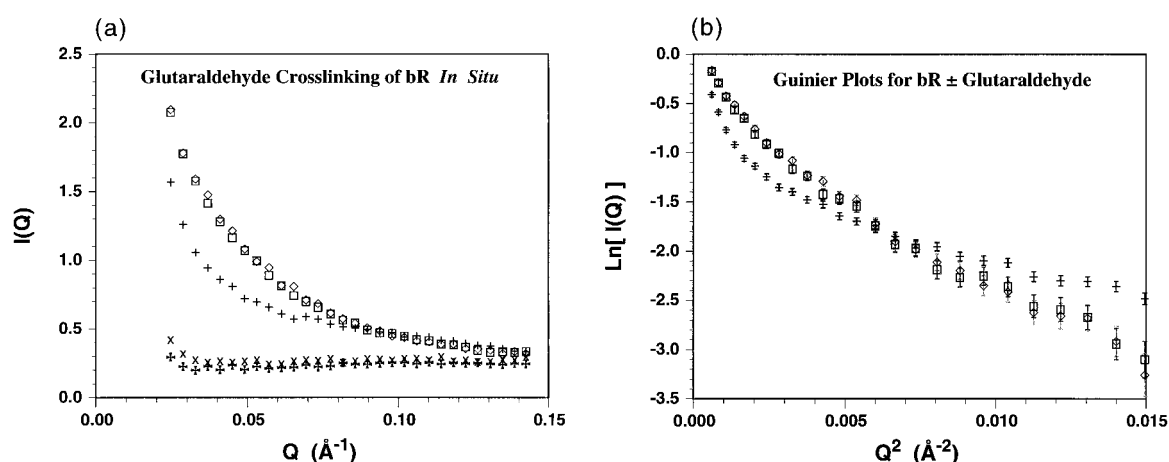 (a)
Glutaraldehyde Crosslinking of bR In Situ
I(Q)
2.5
2.0
1.5
1.0
0.5
0.0
0.00
0.05
0.10
0.15
Q (Å⁻¹)
(b)
Guinier Plots for bR ± Glutaraldehyde
Ln[ I(Q) ]
0.0
-0.5
-1.0
-1.5
-2.0
-2.5
-3.0
-3.5
0.000
0.005
0.010
0.015
Q² (Å⁻²)